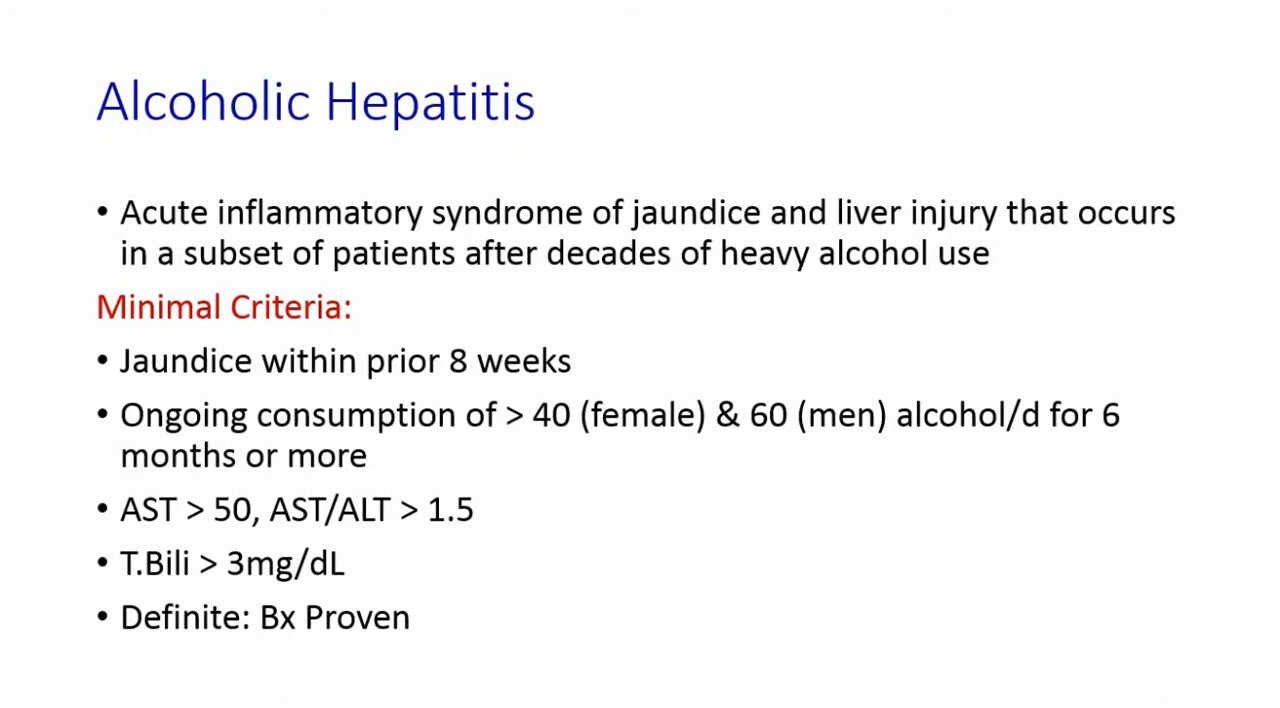 Alcoholic Hepatitis
• Acute inflammatory syndrome of jaundice and liver injury that occurs
in a subset of patients after decades of heavy alcohol use
Minimal Criteria:
• Jaundice within prior 8 weeks
• Ongoing consumption of > 40 (female) & 60 (men) alcohol/d for 6
months or more
• AST > 50, AST/ALT > 1.5
• T.Bili > 3mg/dL
• Definite: Bx Proven